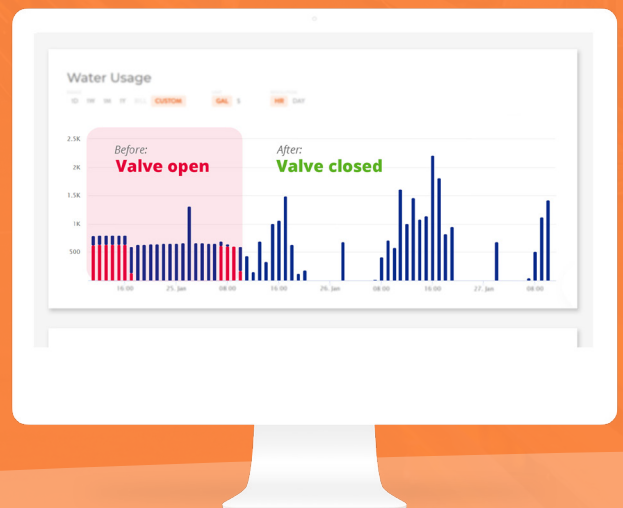 Water Usage
1D 1M 1W 1Y CUSTOM GAL $ HR DAY
Before:
Valve open
After:
Valve closed
2.5K
2K
1.5K
1K
500
16:00 25. Jan 08:00 16:00 26. Jan 08:00 16:00 27. Jan 08:00